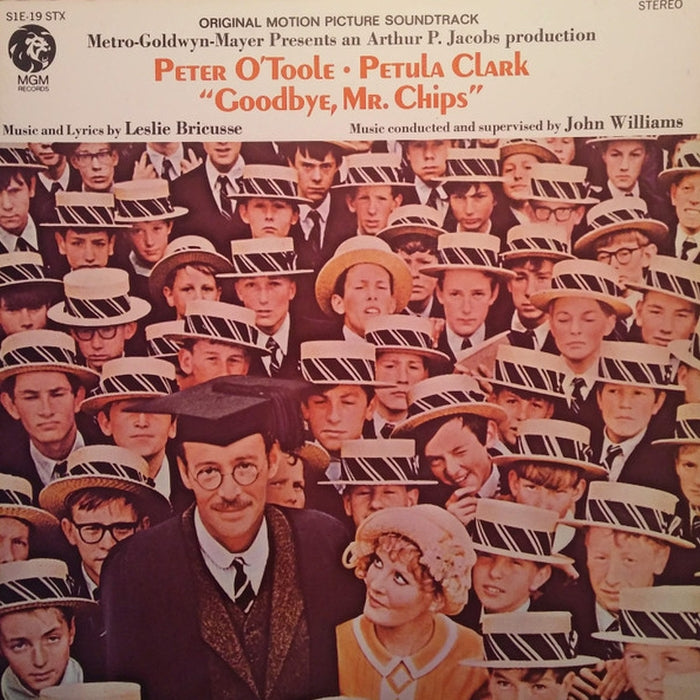 S1E-19 STX
STEREO
ORIGINAL MOTION PICTURE SOUNDTRACK
Metro-Goldwyn-Mayer Presents an Arthur P. Jacobs production
PETER O'TOOLE • PETULA CLARK
"GOODBYE, MR. CHIPS"
MGM
RECORDS
Music and Lyrics by Leslie Bricusse
Music conducted and supervised by John Williams